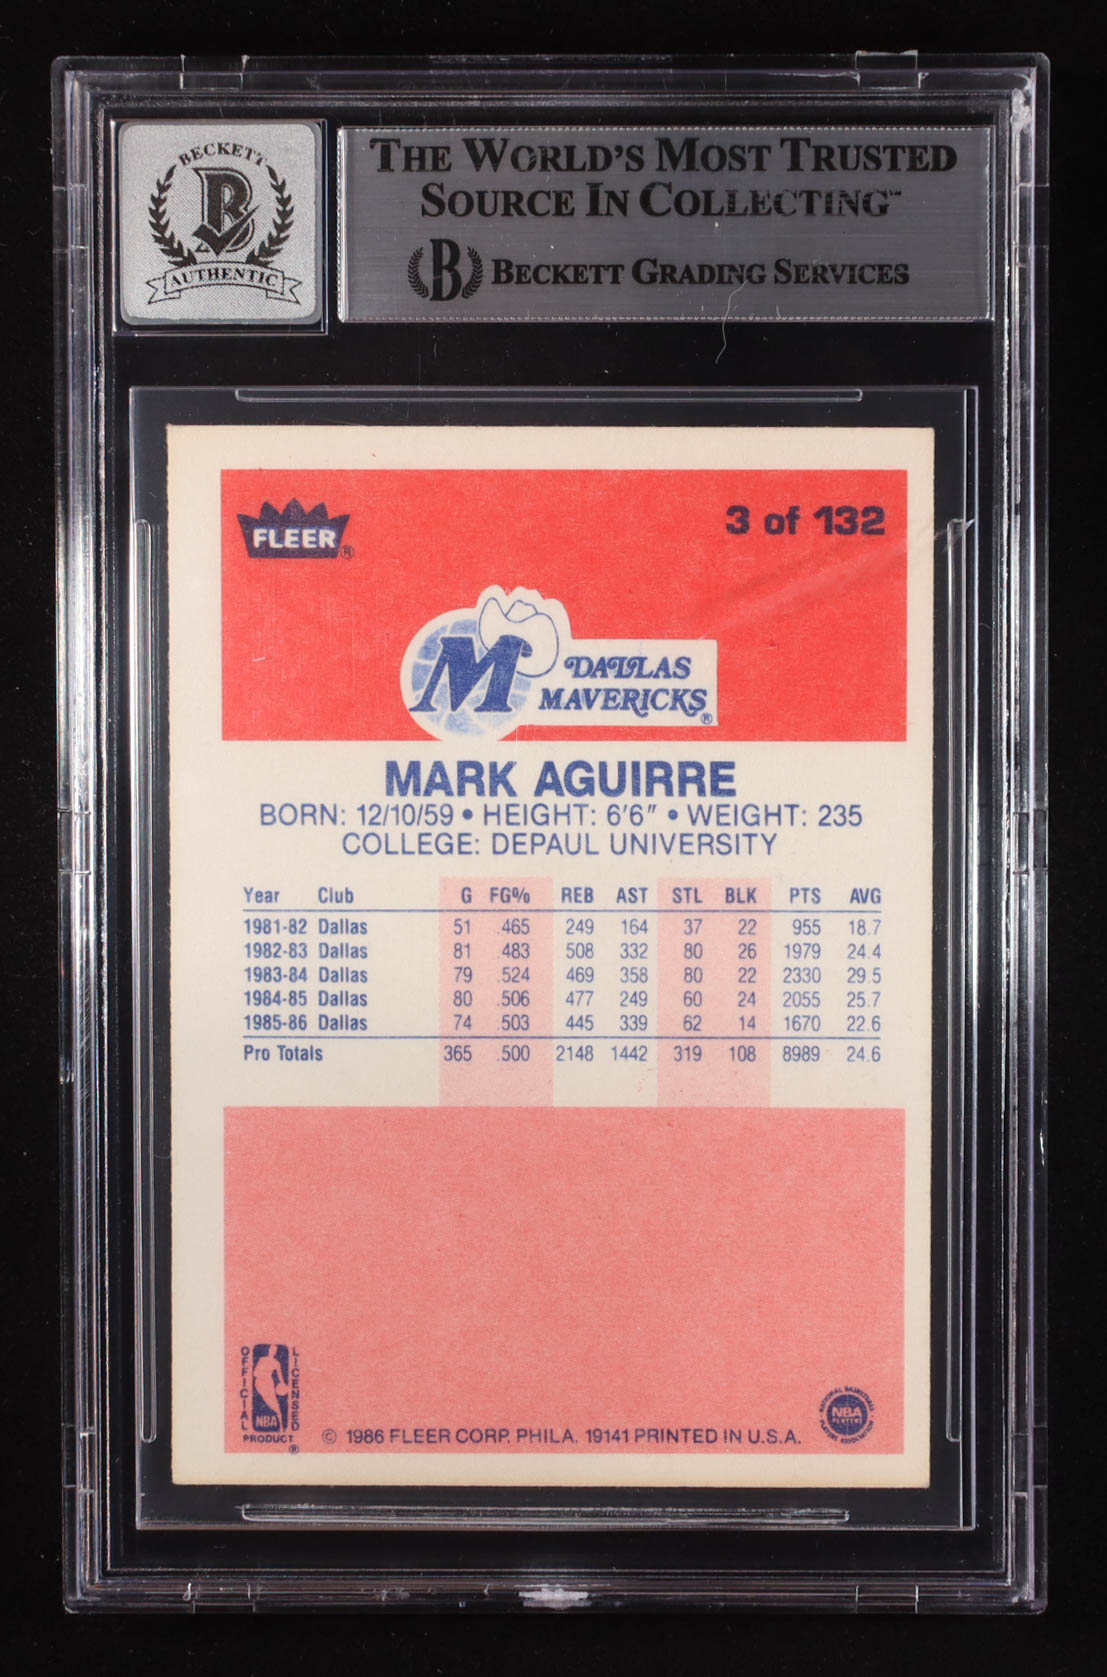 BECKETT
B
AUTHENTIC
THE WORLD'S MOST TRUSTED
SOURCE IN COLLECTING™
B BECKETT GRADING SERVICES
FLEER®
3 of 132
M DALLAS
MAVERICKS®
MARK AGUIRRE
BORN: 12/10/59 • HEIGHT: 6'6" • WEIGHT: 235
COLLEGE: DEPAUL UNIVERSITY
Year Club G FG% REB AST STL BLK PTS AVG
1981-82 Dallas 51 .465 249 164 37 22 955 18.7
1982-83 Dallas 81 .483 508 332 80 26 1979 24.4
1983-84 Dallas 79 .524 469 358 80 22 2330 29.5
1984-85 Dallas 80 .506 477 249 60 24 2055 25.7
1985-86 Dallas 74 .503 445 339 62 14 1670 22.6
Pro Totals 365 .500 2148 1442 319 108 8989 24.6
OFFICIAL
LICENSED
NBA
PRODUCT®
© 1986 FLEER CORP. PHILA. 19141 PRINTED IN U.S.A.
NATIONAL BASKETBALL
NBA
PLAYERS
PLAYERS ASSOCIATION